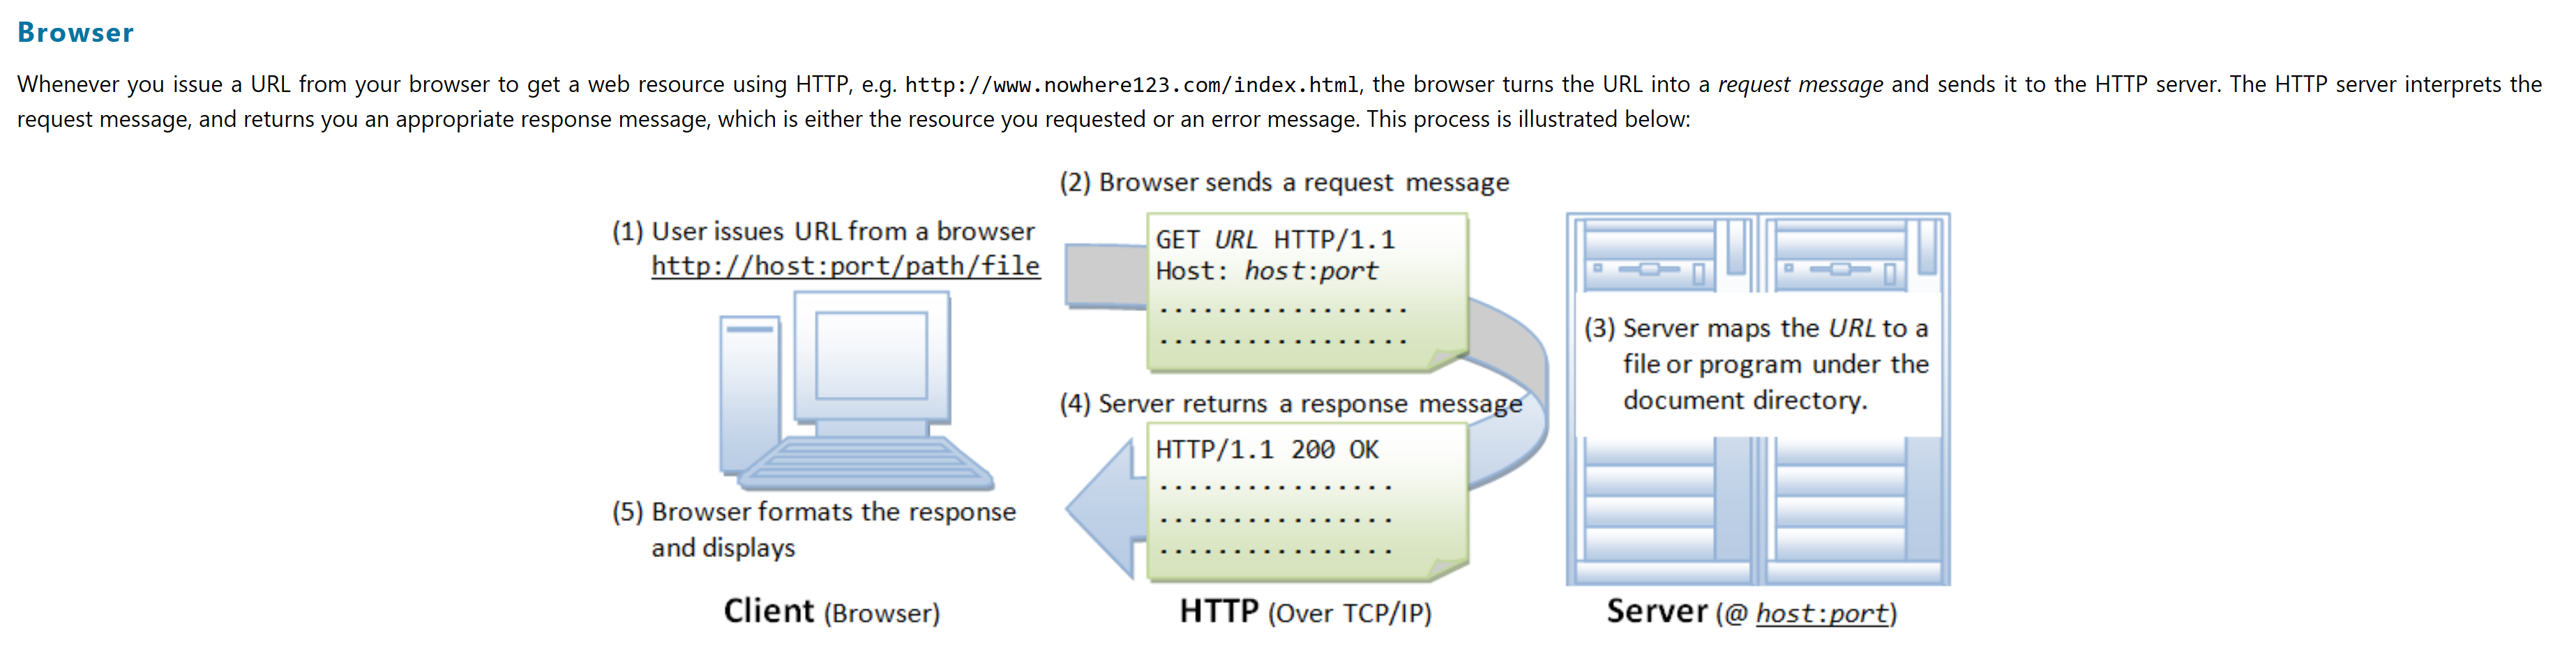 Browser
Whenever you issue a URL from your browser to get a web resource using HTTP, e.g. http://www.nowhere123.com/index.html, the browser turns the URL into a request message and sends it to the HTTP server. The HTTP server interprets the
request message, and returns you an appropriate response message, which is either the resource you requested or an error message. This process is illustrated below:
(1) User issues URL from a browser
http://host:port/path/file
(2) Browser sends a request message
GET URL HTTP/1.1
Host: host:port
.................
.................
(3) Server maps the URL to a
file or program under the
document directory.
(4) Server returns a response message
HTTP/1.1 200 OK
................
................
................
(5) Browser formats the response
and displays
Client (Browser)
HTTP (Over TCP/IP)
Server (@ host:port)